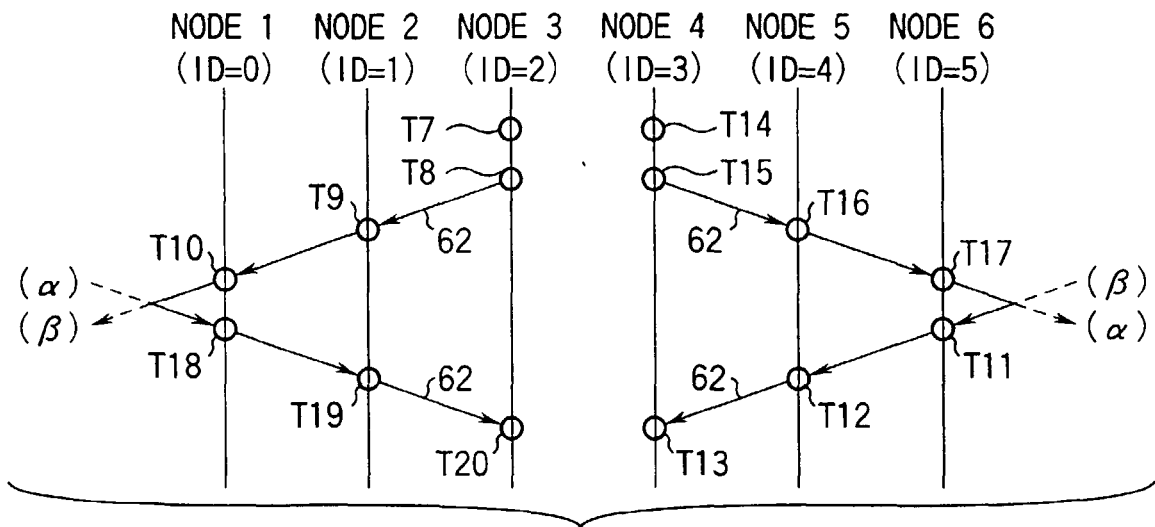 NODE 1 NODE 2 NODE 3 NODE 4 NODE 5 NODE 6
(ID=0) (ID=1) (ID=2) (ID=3) (ID=4) (ID=5)
T7 T14
T8 T15
T9 62 62 T16
T10 T17
(α) (β)
(β) (α)
T18 T11
T19 62 62 T12
T20 T13